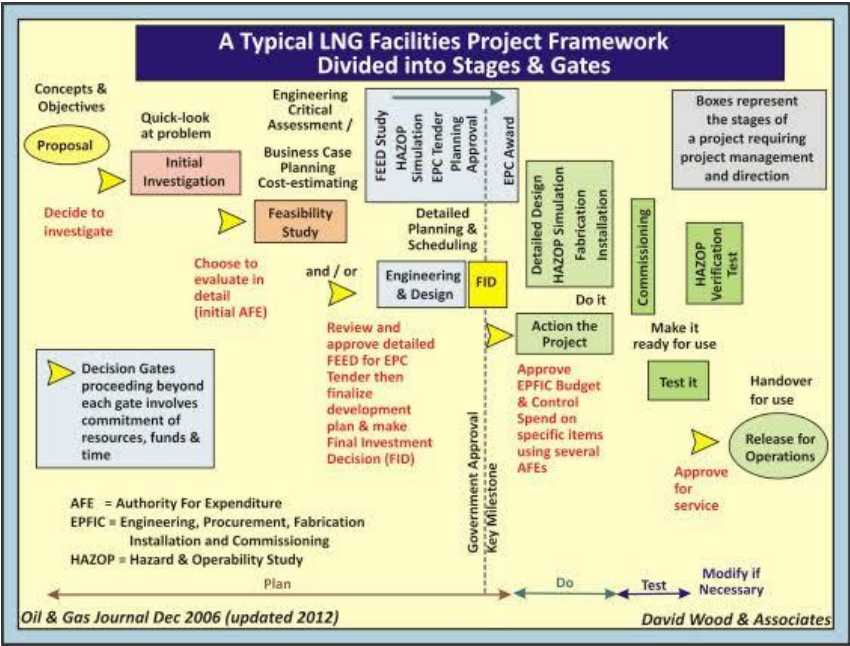 A Typical LNG Facilities Project Framework
Divided into Stages & Gates
Concepts &
Objectives
Proposal
Decide to
investigate
Quick-look
at problem
Initial
Investigation
Choose to
evaluate in
detail
(initial AFE)
Engineering
Critical
Assessment /
Business Case
Planning
Cost-estimating
Feasibility
Study
and / or
FEED Study
HAZOP
Simulation
EPC Tender
Planning
Approval
EPC Award
Detailed
Planning &
Scheduling
Engineering
& Design
FID
Review and
approve detailed
FEED for EPC
Tender then
finalize
development
plan & make
Final Investment
Decision (FID)
Government Approval
Key Milestone
Detailed Design
HAZOP Simulation
Fabrication
Installation
Do it
Action the
Project
Approve
EPFIC Budget
& Control
Spend on
specific items
using several
AFEs
Boxes represent
the stages of
a project requiring
project management
and direction
Commissioning
HAZOP
Verification
Test
Make it
ready for use
Test it
Handover
for use
Release for
Operations
Approve
for
service
Decision Gates
proceeding beyond
each gate involves
commitment of
resources, funds &
time
AFE = Authority For Expenditure
EPFIC = Engineering, Procurement, Fabrication
Installation and Commissioning
HAZOP = Hazard & Operability Study
Plan
Do
Test
Modify if
Necessary
Oil & Gas Journal Dec 2006 (updated 2012)
David Wood & Associates